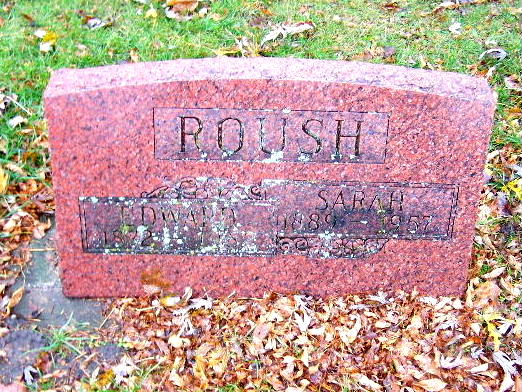 ROUSH
EDWARD
SARAH
1889 - 1957